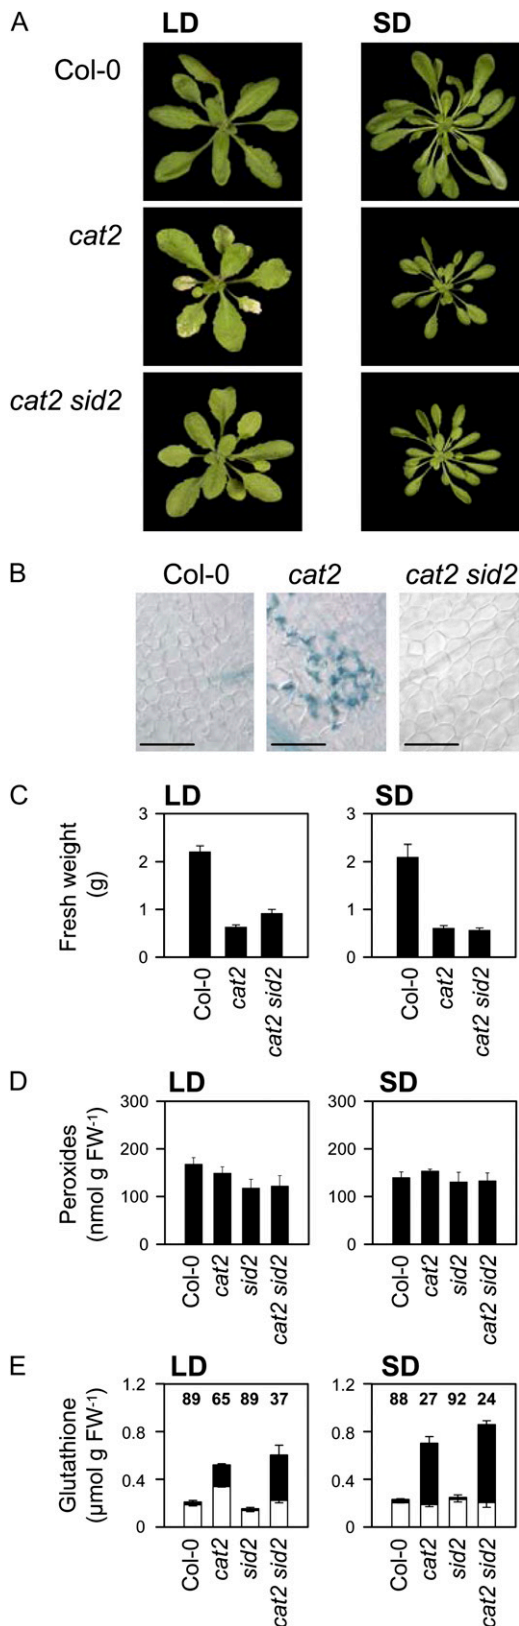 A
LD
SD
Col-0
cat2
cat2 sid2
B
Col-0
cat2
cat2 sid2
C
LD
SD
Fresh weight
(g)
3
2
1
0
3
2
1
0
Col-0
cat2
cat2 sid2
Col-0
cat2
cat2 sid2
D
LD
SD
Peroxides
(nmol g FW⁻¹)
300
200
100
0
300
200
100
0
Col-0
cat2
sid2
cat2 sid2
Col-0
cat2
sid2
cat2 sid2
E
LD
SD
Glutathione
(μmol g FW⁻¹)
1.2
0.8
0.4
0
89 65 89 37
1.2
0.8
0.4
0
88 27 92 24
Col-0
cat2
sid2
cat2 sid2
Col-0
cat2
sid2
cat2 sid2